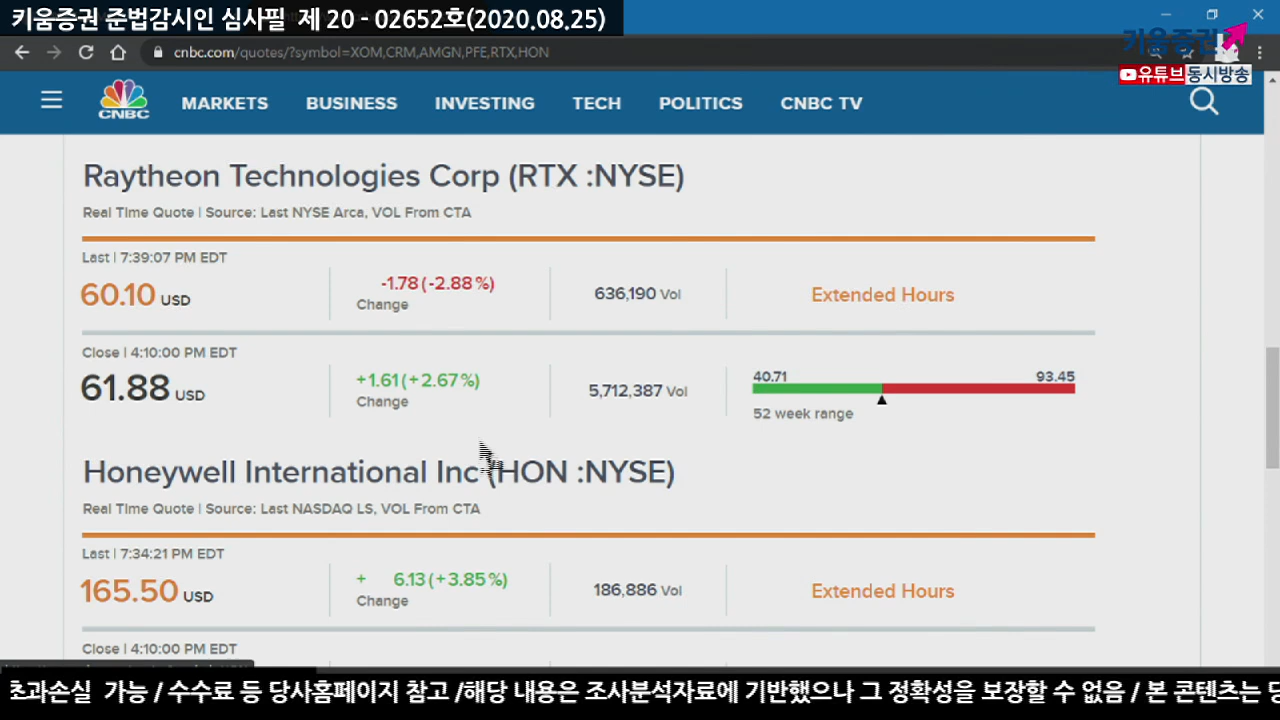 키움증권 준법감시인 심사필 제 20 - 02652호(2020.08.25)
cnbc.com/quotes/?symbol=XOM,CRM,AMGN,PFE,RTX,HON
키움증권
유튜브동시방송
CNBC
MARKETS BUSINESS INVESTING TECH POLITICS CNBC TV
Raytheon Technologies Corp (RTX :NYSE)
Real Time Quote | Source: Last NYSE Arca, VOL From CTA
Last | 7:39:07 PM EDT
60.10 USD
-1.78 (-2.88%)
Change
636,190 Vol
Extended Hours
Close | 4:10:00 PM EDT
61.88 USD
+1.61 (+2.67%)
Change
5,712,387 Vol
40.71 93.45
52 week range
Honeywell International Inc (HON :NYSE)
Real Time Quote | Source: Last NASDAQ LS, VOL From CTA
Last | 7:34:21 PM EDT
165.50 USD
+ 6.13 (+3.85%)
Change
186,886 Vol
Extended Hours
Close | 4:10:00 PM EDT
초과손실 가능 / 수수료 등 당사홈페이지 참고 /해당 내용은 조사분석자료에 기반했으나 그 정확성을 보장할 수 없음 / 본 콘텐츠는 당